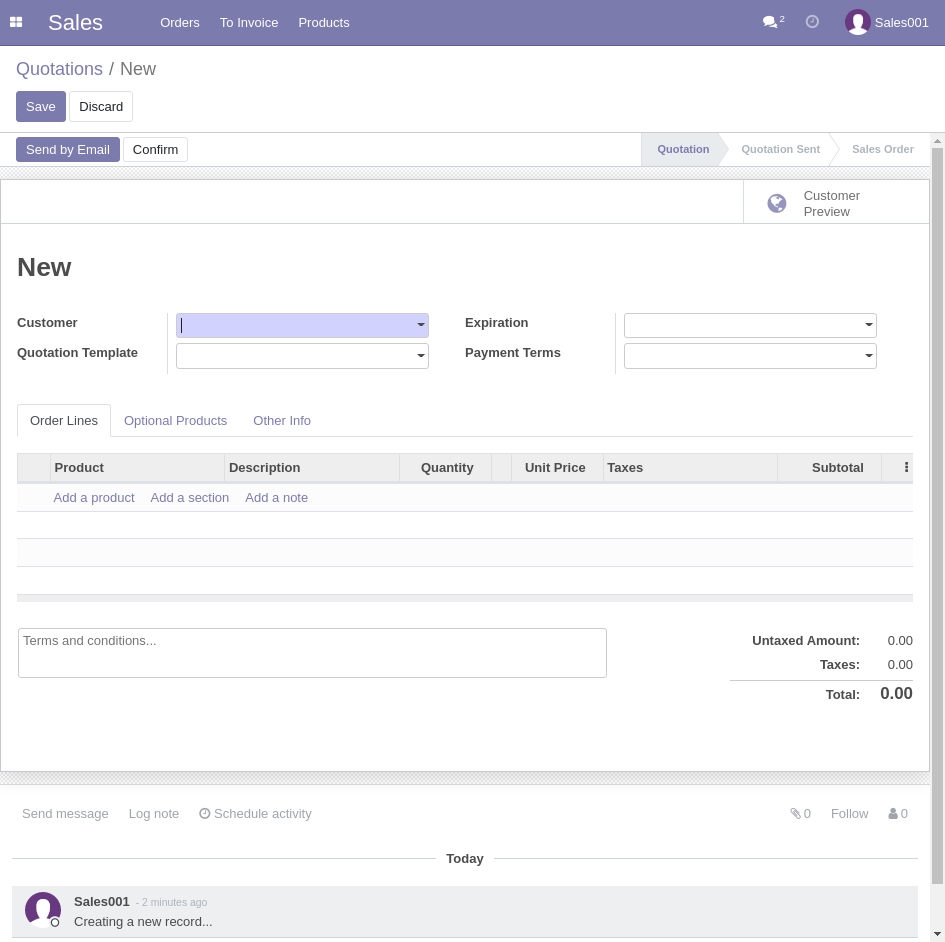 Sales Orders To Invoice Products 2 Sales001
Quotations / New
Save Discard
Send by Email Confirm Quotation Quotation Sent Sales Order
Customer
Preview
New
Customer Expiration
Quotation Template Payment Terms
Order Lines Optional Products Other Info
Product Description Quantity Unit Price Taxes Subtotal
Add a product Add a section Add a note
Terms and conditions... Untaxed Amount: 0.00
Taxes: 0.00
Total: 0.00
Send message Log note Schedule activity 0 Follow 0
Today
Sales001 - 2 minutes ago
Creating a new record...